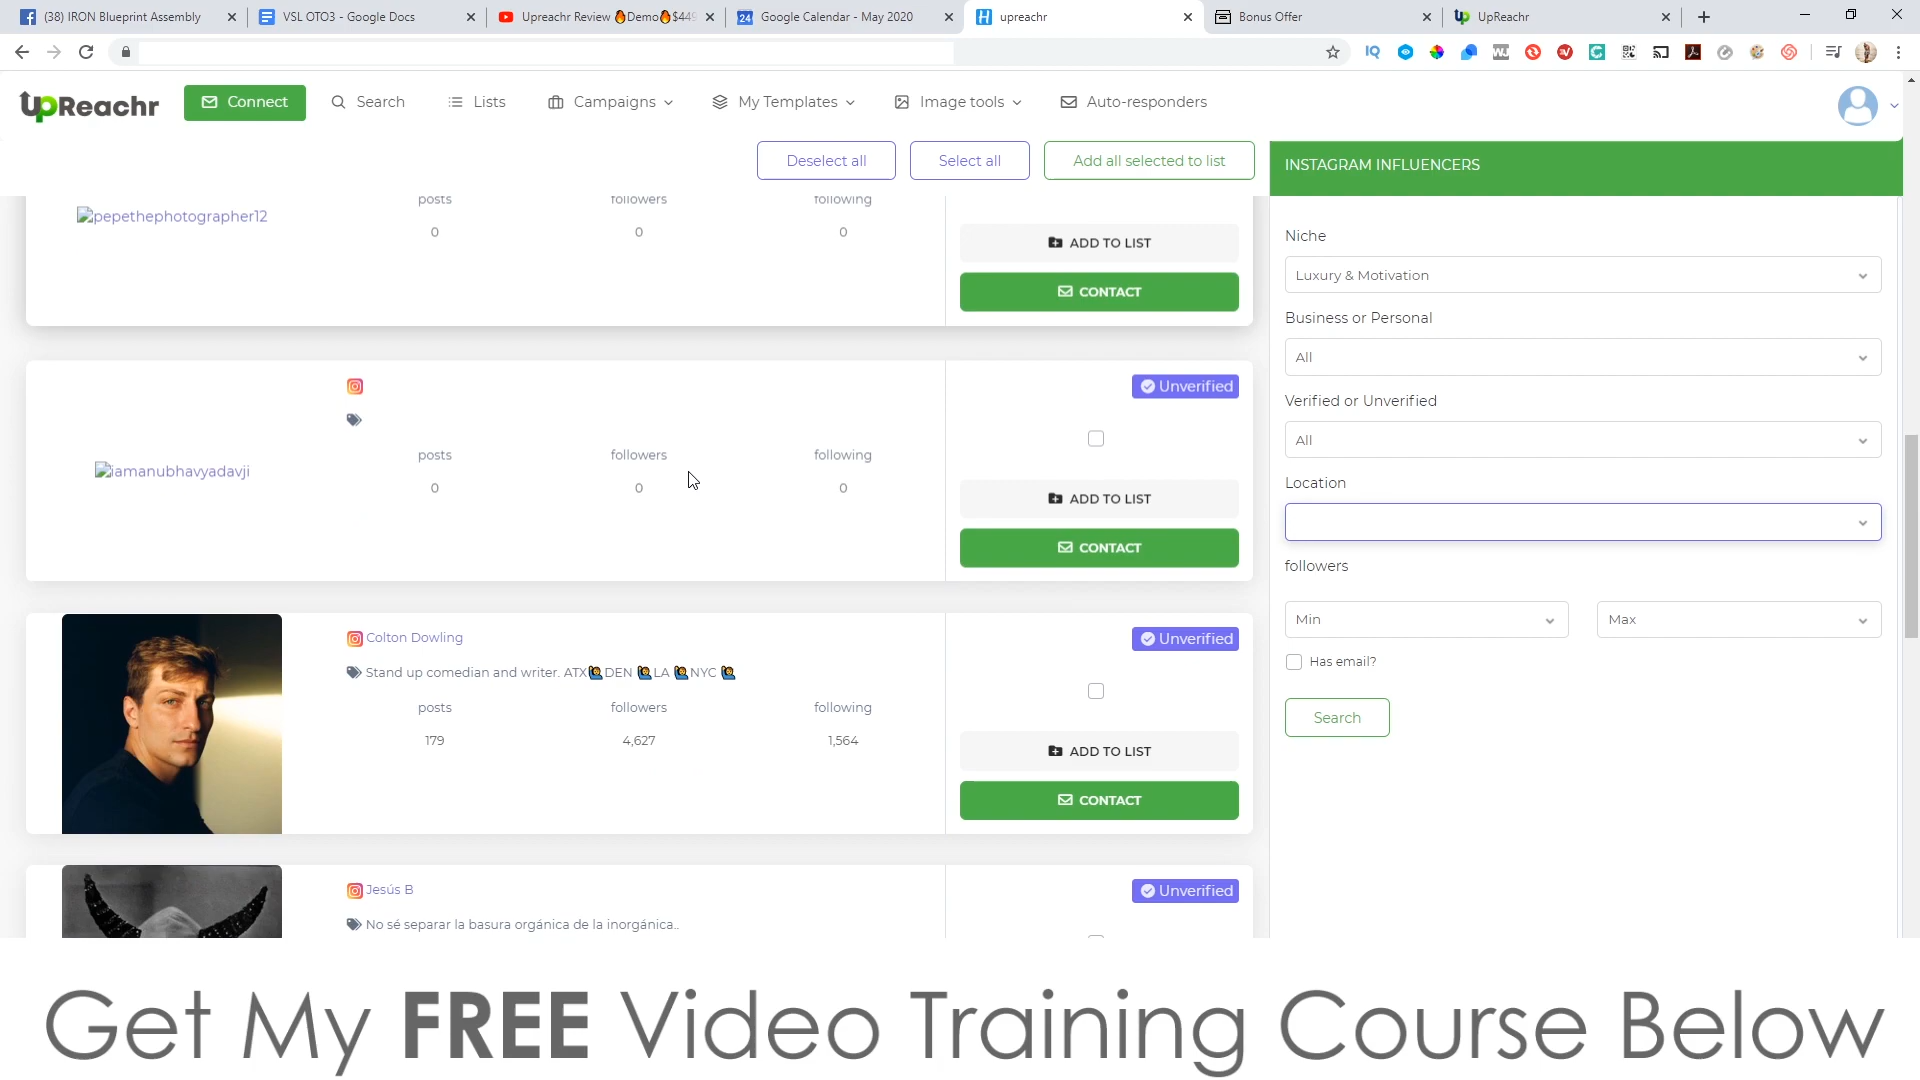 (38) IRON Blueprint Assembly
VSL OTO3 - Google Docs
Upreachr Review 🔥Demo🔥$449
Google Calendar - May 2020
upreachr
Bonus Offer
UpReachr
upReachr
Connect
Search
Lists
Campaigns
My Templates
Image tools
Auto-responders
Deselect all
Select all
Add all selected to list
INSTAGRAM INFLUENCERS
pepethephotographer12
posts
followers
following
0
0
0
ADD TO LIST
CONTACT
Unverified
iamanubhavyadavji
posts
followers
following
0
0
0
ADD TO LIST
CONTACT
Colton Dowling
Unverified
Stand up comedian and writer. ATX🙋DEN 🙋LA 🙋NYC 🙋
posts
followers
following
179
4,627
1,564
ADD TO LIST
CONTACT
Jesús B
Unverified
No sé separar la basura orgánica de la inorgánica..
Niche
Luxury & Motivation
Business or Personal
All
Verified or Unverified
All
Location
followers
Min
Max
Has email?
Search
Get My FREE Video Training Course Below